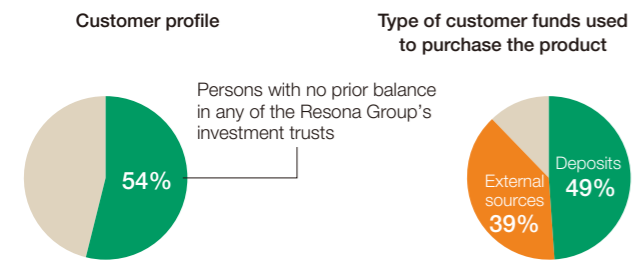 Customer profile
Type of customer funds used
to purchase the product
Persons with no prior balance
in any of the Resona Group's
investment trusts
54%
Deposits
49%
External
sources
39%